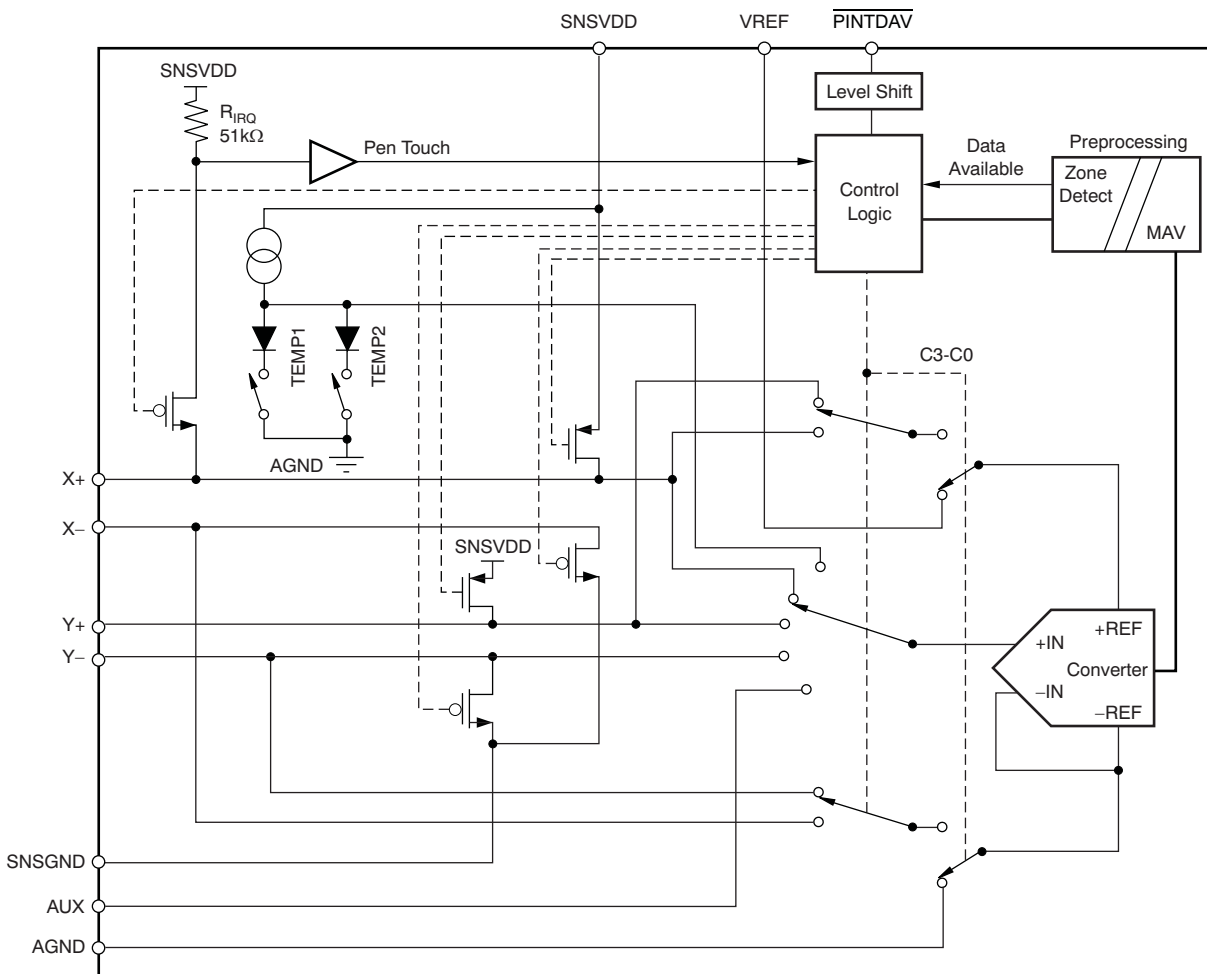 SNSVDD
VREF
PINTDAV
SNSVDD
RIRQ
51kΩ
Level Shift
Pen Touch
Data
Available
Preprocessing
Zone
Detect
MAV
Control
Logic
TEMP1
TEMP2
C3-C0
AGND
X+
X–
SNSVDD
Y+
Y–
+IN
+REF
Converter
–IN
–REF
SNSGND
AUX
AGND